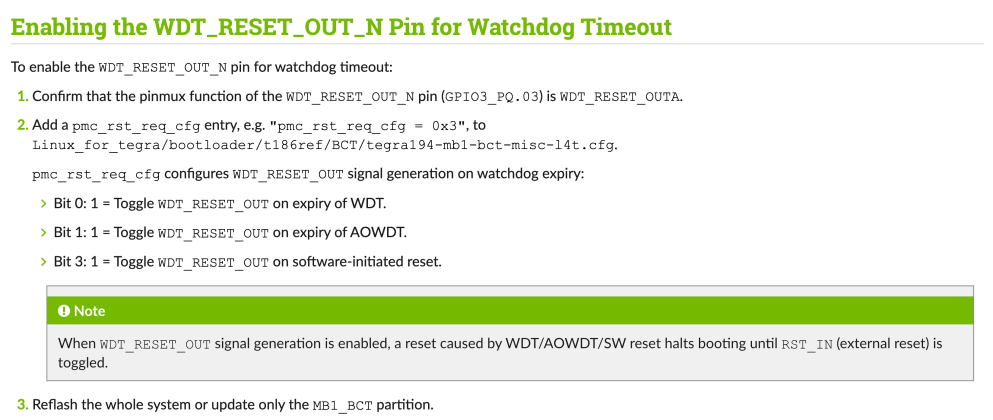 Enabling the WDT_RESET_OUT_N Pin for Watchdog Timeout
To enable the WDT_RESET_OUT_N pin for watchdog timeout:
1. Confirm that the pinmux function of the WDT_RESET_OUT_N pin (GPIO3_PQ.03) is WDT_RESET_OUTA.
2. Add a pmc_rst_req_cfg entry, e.g. "pmc_rst_req_cfg = 0x3", to
Linux_for_tegra/bootloader/t186ref/BCT/tegra194-mb1-bct-misc-l4t.cfg.
pmc_rst_req_cfg configures WDT_RESET_OUT signal generation on watchdog expiry:
> Bit 0: 1 = Toggle WDT_RESET_OUT on expiry of WDT.
> Bit 1: 1 = Toggle WDT_RESET_OUT on expiry of AOWDT.
> Bit 3: 1 = Toggle WDT_RESET_OUT on software-initiated reset.
Note
When WDT_RESET_OUT signal generation is enabled, a reset caused by WDT/AOWDT/SW reset halts booting until RST_IN (external reset) is
toggled.
3. Reflash the whole system or update only the MB1_BCT partition.